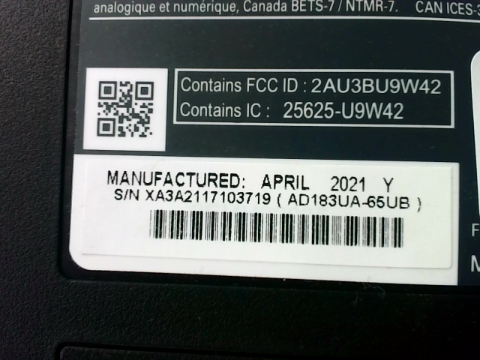 analogique et numérique, Canada BETS-7 / NTMR-7. CAN ICES-3
Contains FCC ID : 2AU3BU9W42
Contains IC : 25625-U9W42
MANUFACTURED: APRIL 2021 Y
S/N XA3A2117103719 ( AD183UA-65UB )
F
M